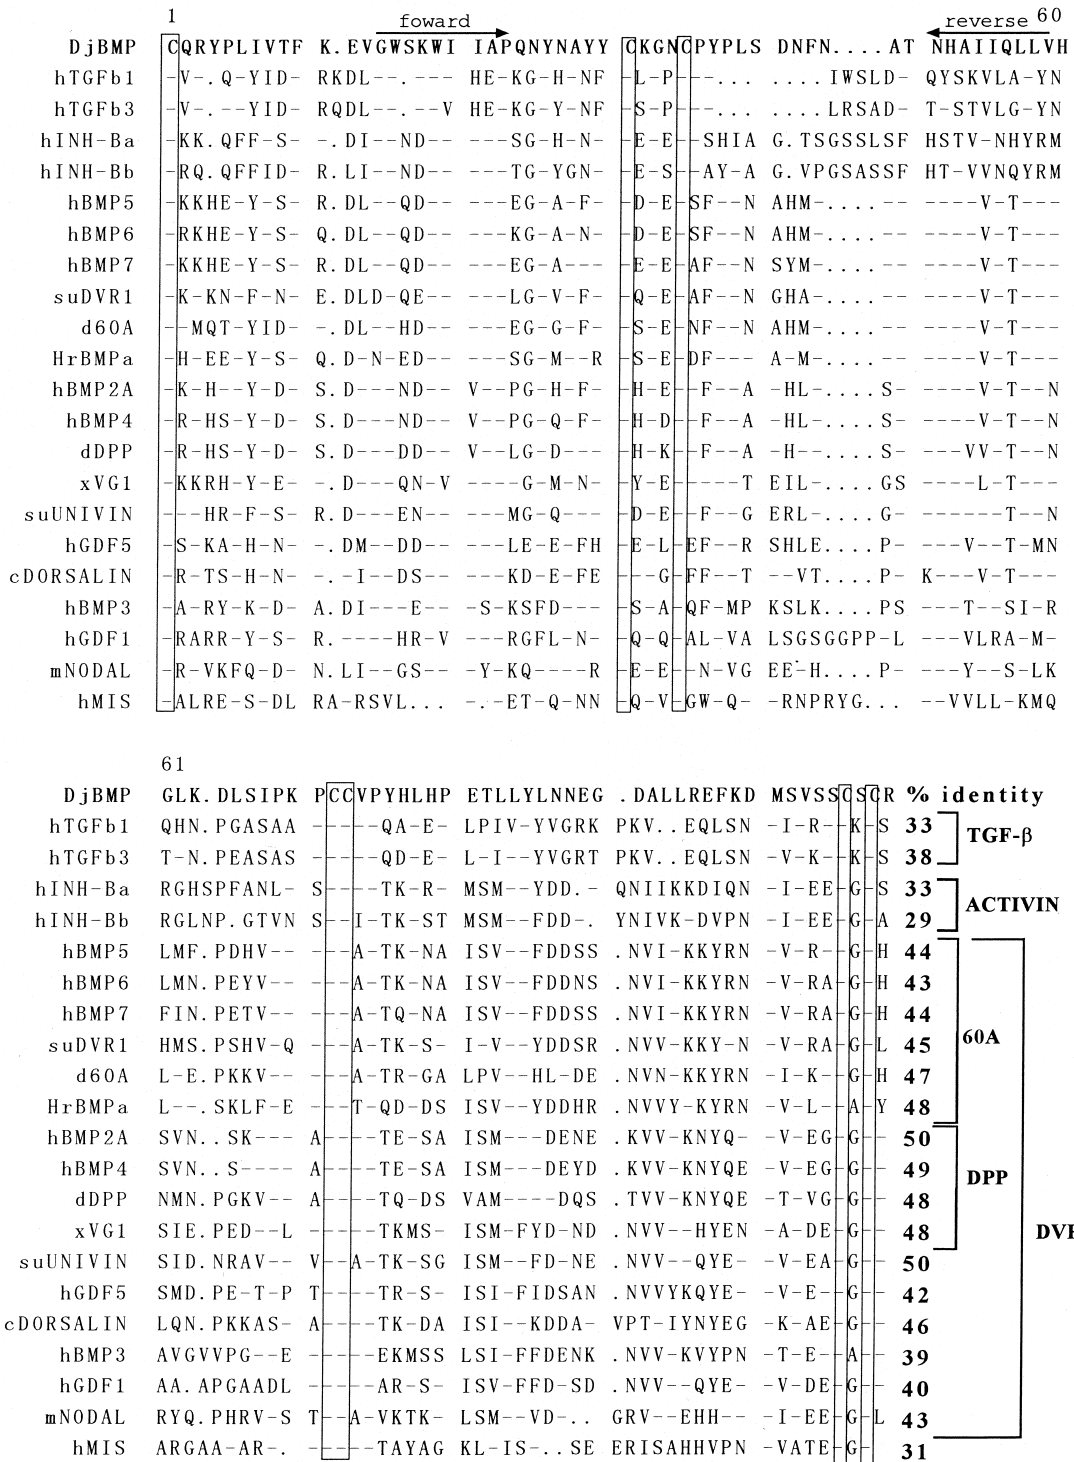 1 foward reverse 60
DjBMP CQRYPLIVTF K.EVGWSKWI IAPQNYNAYY CKGNCPYPLS DNFN....AT NHAIIQLLVH
hTGFb1 -V-.Q-YID- RKDL--.--- HE-KG-H-NF -L-P---... ....IWSLD- QYSKVLA-YN
hTGFb3 -V-.--YID- RQDL--.--V HE-KG-Y-NF -S-P---... ....LRSAD- T-STVLG-YN
hINH-Ba -KK.QFF-S- -.DI--ND-- ---SG-H-N- -E-E--SHIA G.TSGSSLSF HSTV-NHYRM
hINH-Bb -RQ.QFFID- R.LI--ND-- ---TG-YGN- -E-S--AY-A G.VPGSASSF HT-VVNQYRM
hBMP5 -KKHE-Y-S- R.DL--QD-- ---EG-A-F- -D-E-SF--N AHM-....-- -----V-T---
hBMP6 -RKHE-Y-S- Q.DL--QD-- ---KG-A-N- -D-E-SF--N AHM-....-- -----V-T---
hBMP7 -KKHE-Y-S- R.DL--QD-- ---EG-A--- -E-E-AF--N SYM-....-- -----V-T---
suDVR1 -K-KN-F-N- E.DLD-QE-- ---LG-V-F- -Q-E-AF--N GHA-....-- -----V-T---
d60A --MQT-YID- -.DL--HD-- ---EG-G-F- -S-E-NF--N AHM-....-- -----V-T---
HrBMPa -H-EE-Y-S- Q.D-N-ED-- ---SG-M--R -S-E-DF--- A-M-....-- -----V-T---
hBMP2A -K-H--Y-D- S.D---ND-- V--PG-H-F- -H-E--F--A -HL-....S- -----V-T--N
hBMP4 -R-HS-Y-D- S.D---ND-- V--PG-Q-F- -H-D--F--A -HL-....S- -----V-T--N
dDPP -R-HS-Y-D- S.D---DD-- V--LG-D--- -H-K--F--A -H--....S- ----VV-T--N
xVG1 -KKRH-Y-E- -.D---QN-V ----G-M-N- -Y-E-----T EIL-....GS -----L-T---
suUNIVIN ---HR-F-S- R.D---EN-- ---MG-Q--- -D-E--F--G ERL-....G- -------T--N
hGDF5 -S-KA-H-N- -.DM--DD-- ---LE-E-FH -E-L-EF--R SHLE....P- ----V--T-MN
cDORSALIN -R-TS-H-N- -.-I--DS-- ---KD-E-FE ---G-FF--T --VT....P- K---V-T---
hBMP3 -A-RY-K-D- A.DI---E-- -S-KSFD--- -S-A-QF-MP KSLK....PS ---T--SI-R
hGDF1 -RARR-Y-S- R.----HR-V ---RGFL-N- -Q-Q-AL-VA LSGSGGPP-L ---VLRA-M-
mNODAL -R-VKFQ-D- N.LI--GS-- -Y-KQ----R -E-E--N-VG EE-H....P- ---Y--S-LK
hMIS -ALRE-S-DL RA-RSVL... -.-ET-Q-NN -Q-V-GW-Q- --RNPRYG... --VVLL-KMQ
61
DjBMP GLK.DLSIPK PCCVPYHLHP ETLLYLNNEG .DALLREFKD MSVSSCSCR % identity
hTGFb1 QHN.PGASAA -----QA-E- LPIV-YVGRK PKV..EQLSN -I-R--K-S 33 TGF-β
hTGFb3 T-N.PEASAS -----QD-E- L-I--YVGRT PKV..EQLSN -V-K--K-S 38
hINH-Ba RGHSPFANL- S----TK-R- MSM--YDD.- QNIIKKDIQN -I-EE-G-S 33 ACTIVIN
hINH-Bb RGLNP.GTVN S--I-TK-ST MSM--FDD-. YNIVK-DVPN -I-EE-G-A 29
hBMP5 LMF.PDHV-- ---A-TK-NA ISV--FDDSS .NVI-KKYRN -V-R--G-H 44
hBMP6 LMN.PEYV-- ---A-TK-NA ISV--FDDNS .NVI-KKYRN -V-RA-G-H 43
hBMP7 FIN.PETV-- ---A-TQ-NA ISV--FDDSS .NVI-KKYRN -V-RA-G-H 44
suDVR1 HMS.PSHV-Q ---A-TK-S- I-V--YDDSR .NVV-KKY-N -V-RA-G-L 45 60A
d60A L-E.PKKV-- ---A-TR-GA LPV--HL-DE .NVN-KKYRN -I-K--G-H 47
HrBMPa L--.SKLF-E ---T-QD-DS ISV--YDDHR .NVVY-KYRN -V-L--A-Y 48
hBMP2A SVN..SK--- A----TE-SA ISM---DENE .KVV-KNYQ- -V-EG-G-- 50
hBMP4 SVN..S---- A----TE-SA ISM---DEYD .KVV-KNYQE -V-EG-G-- 49 DPP
dDPP NMN.PGKV-- A----TQ-DS VAM----DQS .TVV-KNYQE -T-VG-G-- 48
xVG1 SIE.PED--L -----TKMS- ISM-FYD-ND .NVV--HYEN -A-DE-G-- 48
suUNIVIN SID.NRAV-- V--A-TK-SG ISM--FD-NE .NVV--QYE- -V-EA-G-- 50
hGDF5 SMD.PE-T-P T----TR-S- ISI-FIDSAN .NVVYKQYE- -V-E--G-- 42
cDORSALIN LQN.PKKAS- A----TK-DA ISI--KDDA- VPT-IYNYEG -K-AE-G-- 46
hBMP3 AVGVVPG--E -----EKMSS LSI-FFDENK .NVV-KVYPN -T-E--A-- 39
hGDF1 AA.APGAADL -----AR-S- ISV-FFD-SD .NVV--QYE- -V-DE-G-- 40
mNODAL RYQ.PHRV-S T--A-VKTK- LSM--VD-.. GRV--EHH-- -I-EE-G-L 43
hMIS ARGAA-AR-. -----TAYAG KL-IS-..SE ERISAHHVPN -VATE-G-- 31